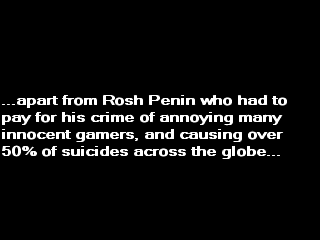 ...apart from Rosh Penin who had to
pay for his crime of annoying many
innocent gamers, and causing over
50% of suicides across the globe...